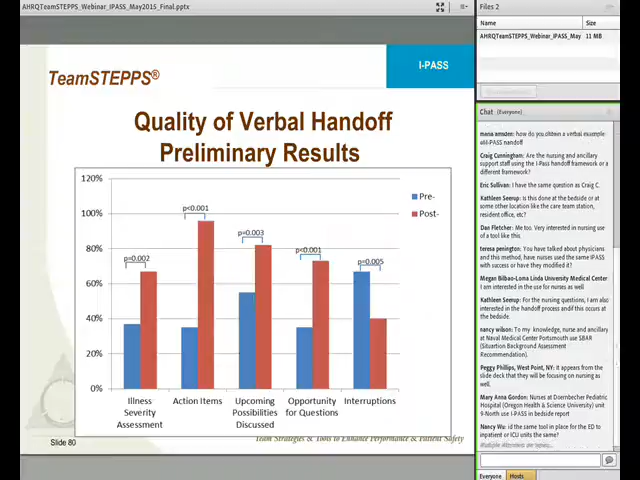 AHRQTeamSTEPPS_Webinar_IPASS_May2015_Final.pptx
TeamSTEPPS®
I-PASS
Quality of Verbal Handoff
Preliminary Results
120%
100%
80%
60%
40%
20%
0%
p=0.002
p<0.001
p=0.003
p<0.001
p=0.005
Pre-
Post-
Illness
Severity
Assessment
Action Items
Upcoming
Possibilities
Discussed
Opportunity
for Questions
Interruptions
Slide 80
Team Strategies & Tools to Enhance Performance & Patient Safety
Files 2
Name
Size
AHRQTeamSTEPPS_Webinar_IPASS_May
11 MB
Chat (Everyone)
maria amsden: how do you obtain a verbal example
of I-PASS handoff
Craig Cunningham: Are the nursing and ancillary
support staff using the I-Pass handoff framework or a
different framework?
Eric Sullivan: I have the same question as Craig C.
Kathleen Seerup: Is this done at the bedside or at
some other location like the care team station,
resident office, etc?
Dan Fletcher: Me too. Very interested in nursing use
of a tool like this.
teresa penington: You have talked about physicians
and this method, have nurses used the same iPASS
with success or have they modified it?
Megan Bilbao-Loma Linda University Medical Center
I am interested in the use for nurses as well
Kathleen Seerup: For the nursing questions, I am also
interested in the handoff process and if this occurs at
the bedside.
nancy wilson: To my knowledge, nurse and ancillary
at Naval Medical Center Portsmouth use SBAR
(Situartion Background Assessment
Recommendation).
Peggy Phillips, West Point, NY: it appears from the
slide deck that they will be focusing on nursing as
well.
Mary Anna Gordon: Nurses at Doernbecher Pediatric
Hospital (Oregon Health & Science University) unit
9-North use I-PASS in bedside report
Nancy Wu: id the same tool in place for the ED to
inpatient or ICU units the same?
Multiple attendees are typing...
Everyone
Hosts